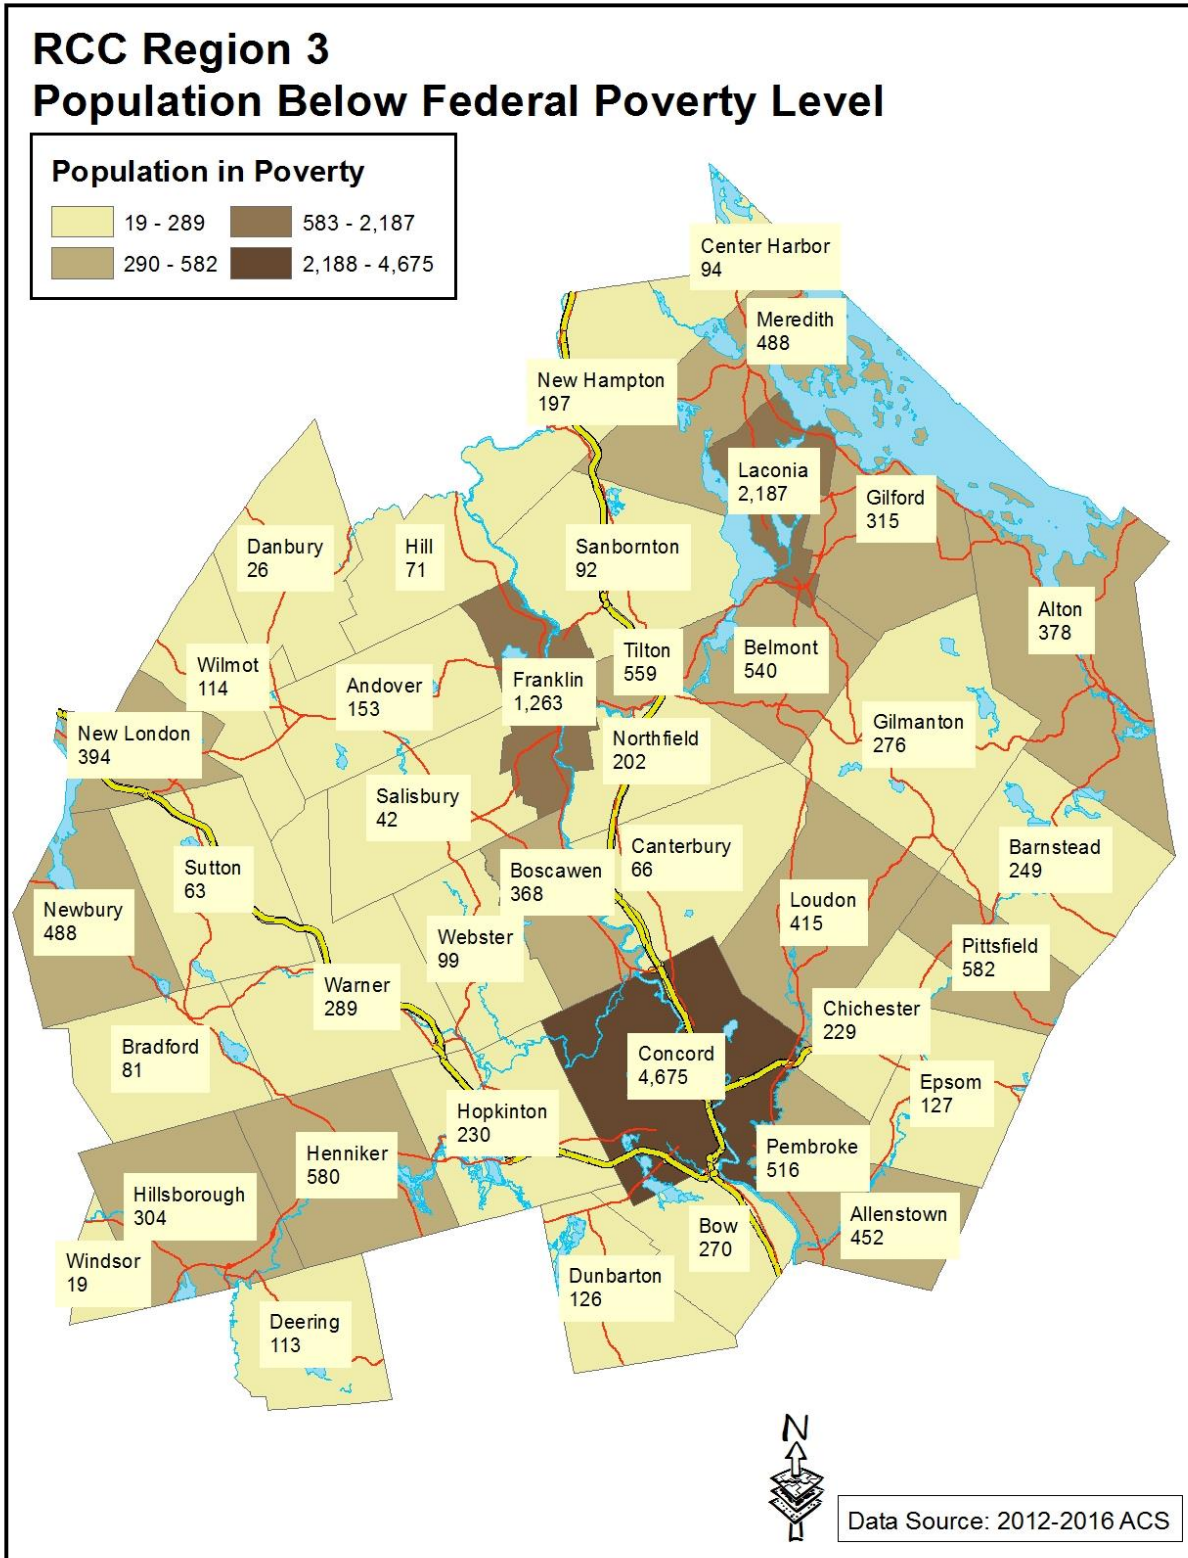 RCC Region 3
Population Below Federal Poverty Level
Population in Poverty
19 - 289
583 - 2,187
290 - 582
2,188 - 4,675
Center Harbor
94
Meredith
488
New Hampton
197
Laconia
2,187
Gilford
315
Danbury
26
Hill
71
Sanbornton
92
Alton
378
Wilmot
114
Andover
153
Franklin
1,263
Tilton
559
Belmont
540
New London
394
Northfield
202
Gilmanton
276
Salisbury
42
Sutton
63
Boscawen
368
Canterbury
66
Barnstead
249
Newbury
488
Loudon
415
Webster
99
Pittsfield
582
Warner
289
Chichester
229
Bradford
81
Concord
4,675
Epsom
127
Hopkinton
230
Henniker
580
Pembroke
516
Hillsborough
304
Allenstown
452
Bow
270
Windsor
19
Dunbarton
126
Deering
113
N
Data Source: 2012-2016 ACS